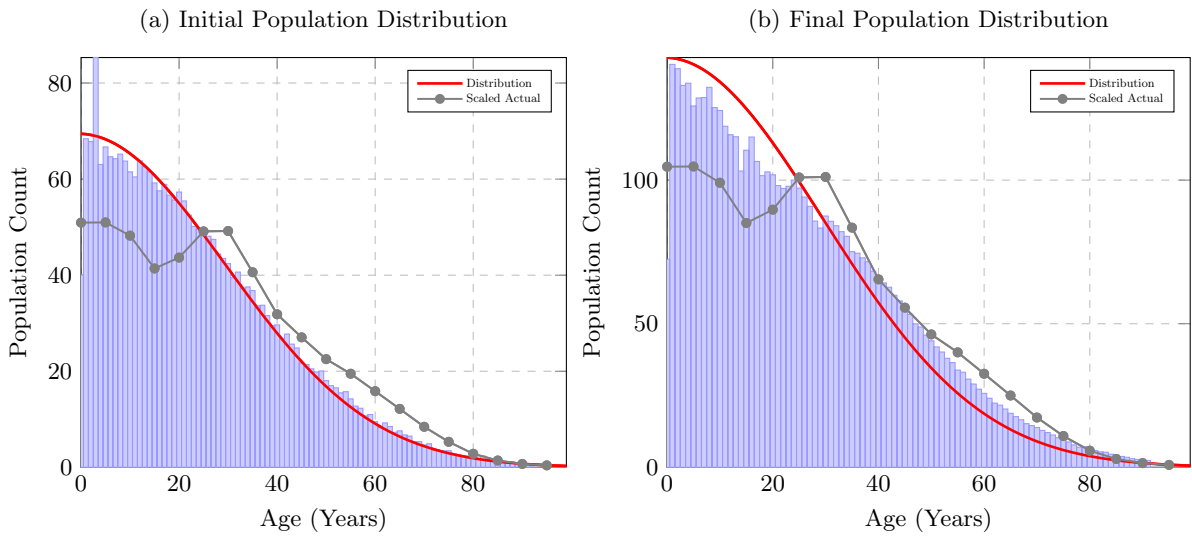 (a) Initial Population Distribution
Population Count
80
60
40
20
0
0 20 40 60 80
Age (Years)
Distribution
Scaled Actual
(b) Final Population Distribution
Population Count
100
50
0
0 20 40 60 80
Age (Years)
Distribution
Scaled Actual